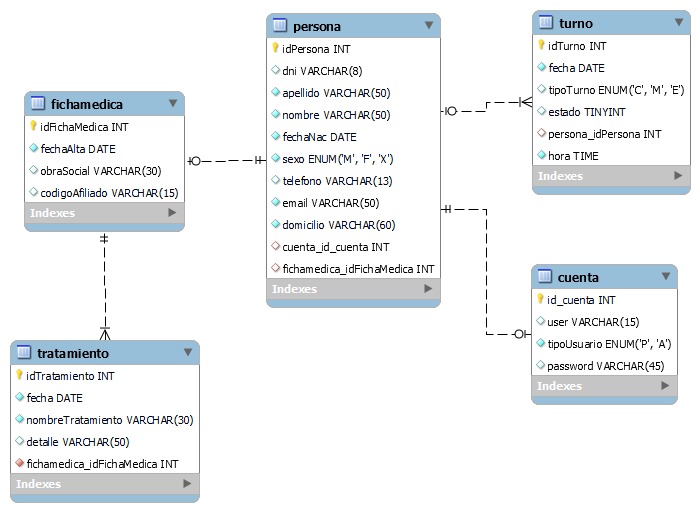 fichamedica
idFichaMedica INT
fechaAlta DATE
obraSocial VARCHAR(30)
codigoAfiliado VARCHAR(15)
Indexes
persona
idPersona INT
dni VARCHAR(8)
apellido VARCHAR(50)
nombre VARCHAR(50)
fechaNac DATE
sexo ENUM('M', 'F', 'X')
telefono VARCHAR(13)
email VARCHAR(50)
domicilio VARCHAR(60)
cuenta_id_cuenta INT
fichamedica_idFichaMedica INT
Indexes
turno
idTurno INT
fecha DATE
tipoTurno ENUM('C', 'M', 'E')
estado TINYINT
persona_idPersona INT
hora TIME
Indexes
cuenta
id_cuenta INT
user VARCHAR(15)
tipoUsuario ENUM('P', 'A')
password VARCHAR(45)
Indexes
tratamiento
idTratamiento INT
fecha DATE
nombreTratamiento VARCHAR(30)
detalle VARCHAR(50)
fichamedica_idFichaMedica INT
Indexes